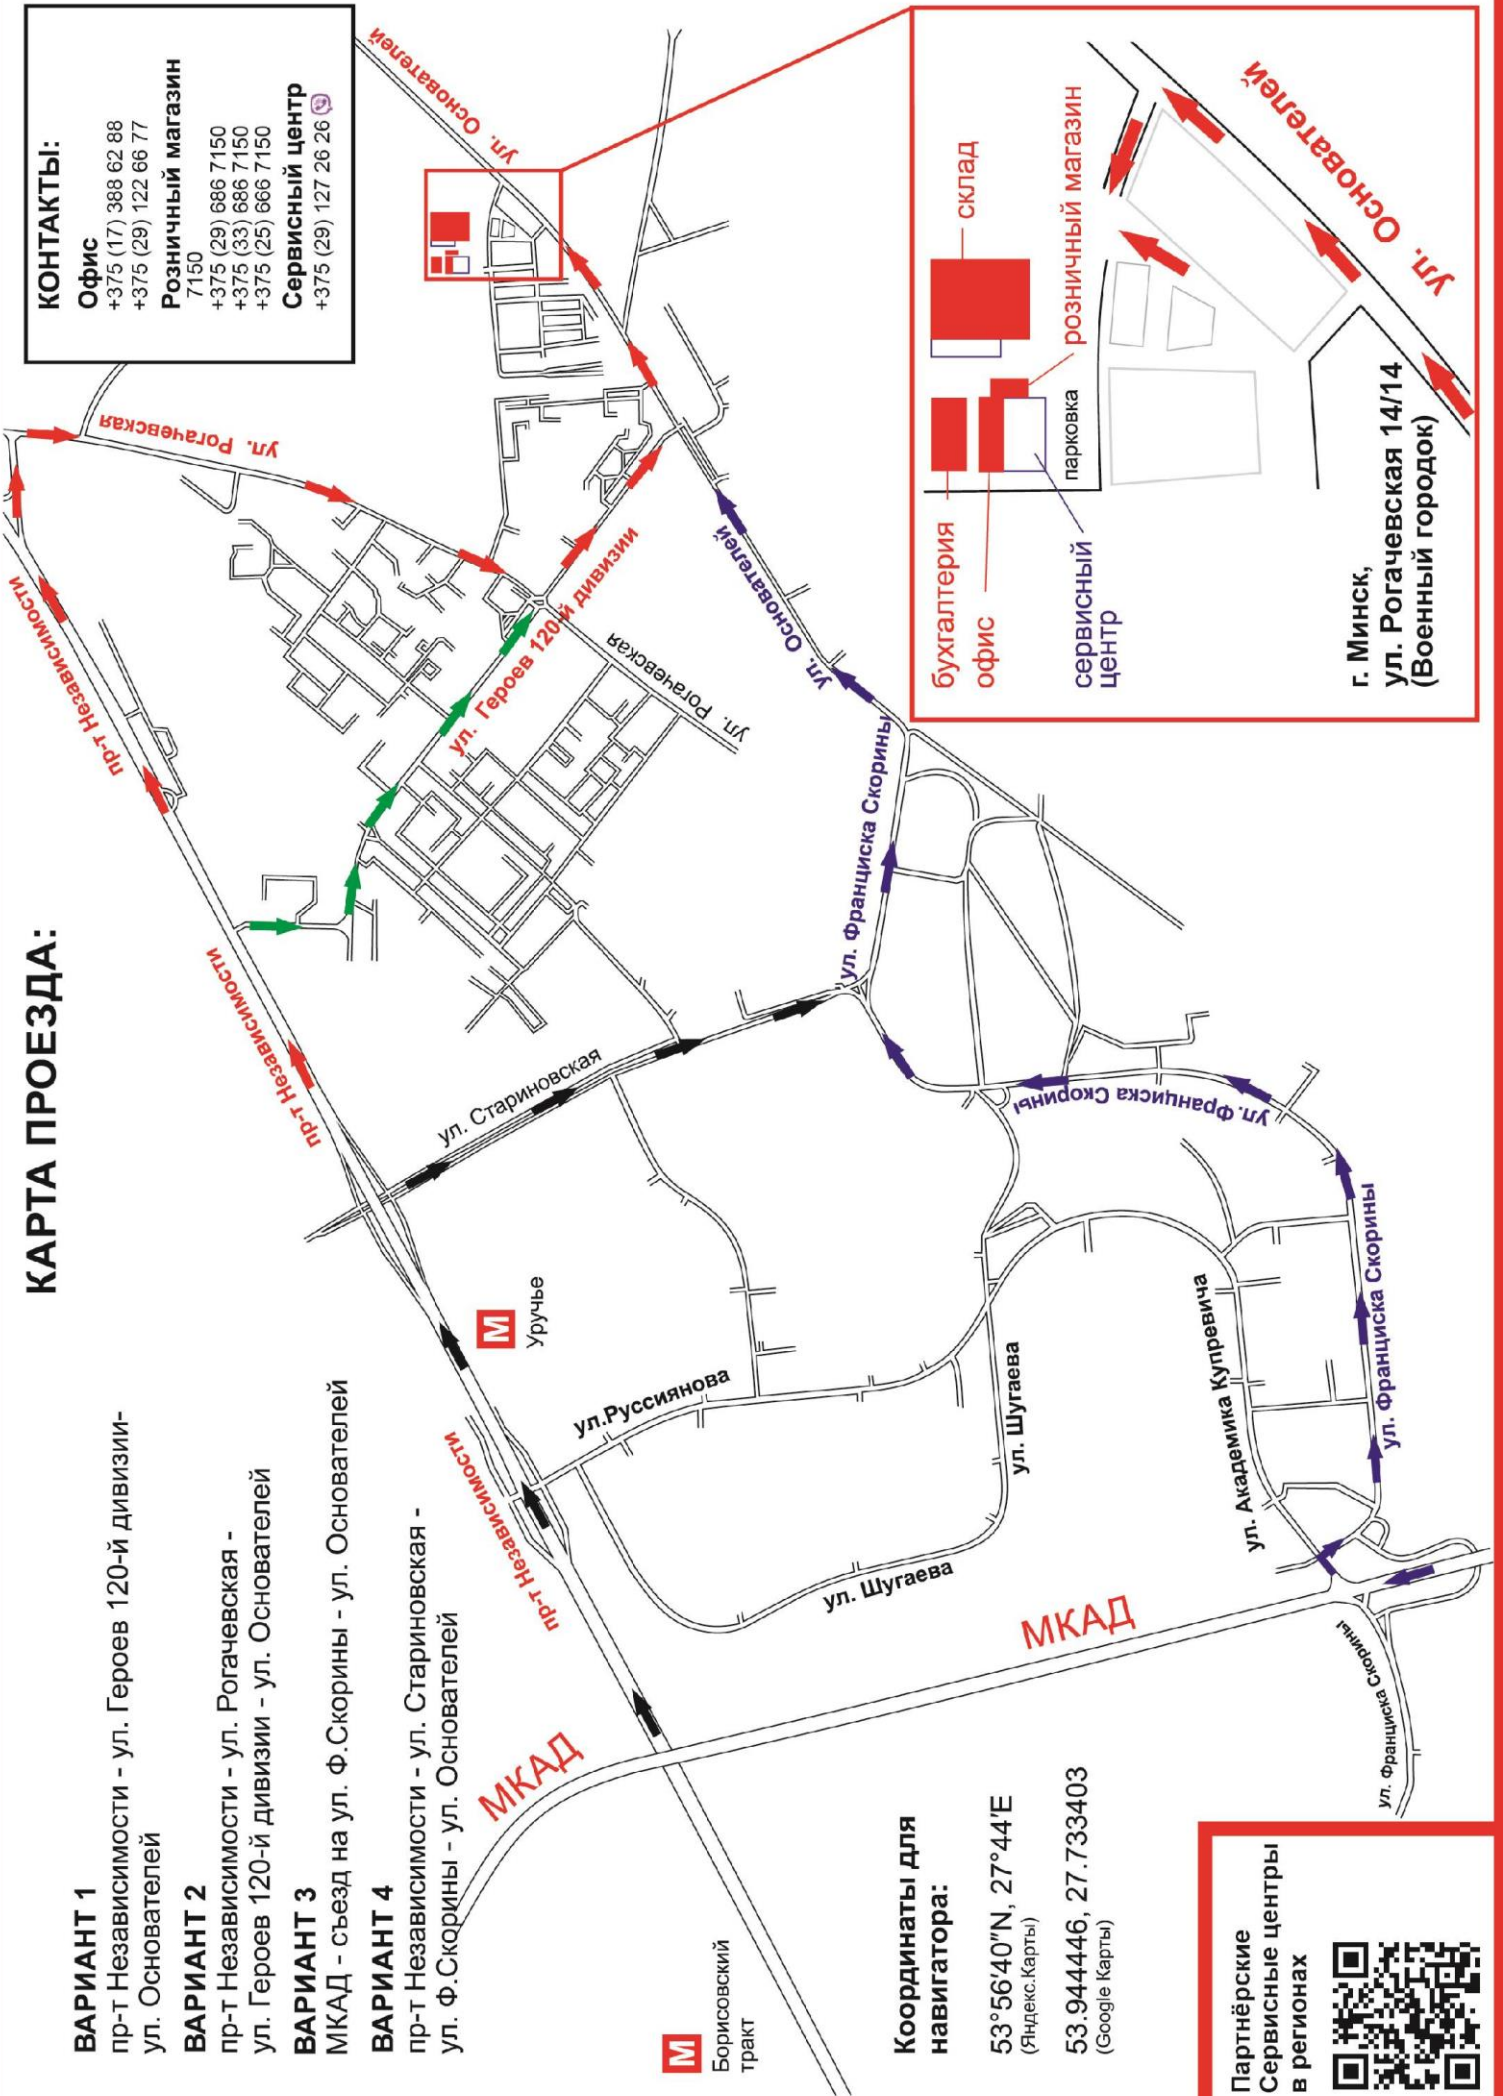 КАРТА ПРОЕЗДА:
ВАРИАНТ 1
пр-т Независимости - ул. Героев 120-й дивизии-
ул. Основателей
ВАРИАНТ 2
пр-т Независимости - ул. Рогачевская -
ул. Героев 120-й дивизии - ул. Основателей
ВАРИАНТ 3
МКАД - съезд на ул. Ф.Скорины - ул. Основателей
ВАРИАНТ 4
пр-т Независимости - ул. Стариновская -
ул. Ф.Скорины - ул. Основателей
КОНТАКТЫ:
Офис
+375 (17) 388 62 88
+375 (29) 122 66 77
Розничный магазин
7150
+375 (29) 686 7150
+375 (33) 686 7150
+375 (25) 666 7150
Сервисный центр
+375 (29) 127 26 26
пр-т Независимости
пр-т Независимости
пр-т Независимости
пр-т Независимости
ул. Рогачевская
ул. Основателей
ул. Героев 120-й дивизии
ул. Рогачевская
ул. Основателей
ул. Стариновская
ул. Франциска Скорины
М
Уручье
ул.Руссиянова
ул. Шугаева
ул. Шугаева
ул. Франциска Скорины
ул. Академика Купревича
ул. Франциска Скорины
МКАД
МКАД
ул. Франциска Скорины
М
Борисовский
тракт
Координаты для
навигатора:
53°56'40"N, 27°44'E
(Яндекс.Карты)
53.944446, 27.733403
(Google Карты)
Партнёрские
Сервисные центры
в регионах
бухгалтерия
офис
сервисный
центр
парковка
склад
розничный магазин
ул. Основателей
г. Минск,
ул. Рогачевская 14/14
(Военный городок)